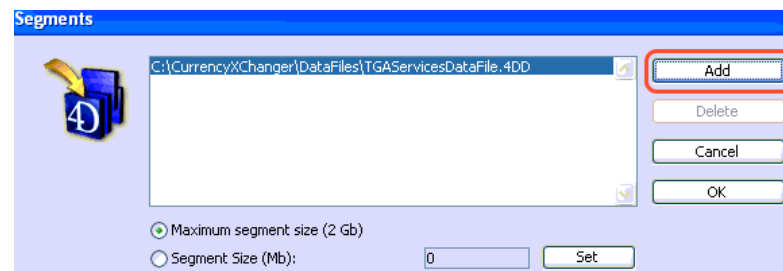 Segments
C:\CurrencyXChanger\DataFiles\TGAServicesDataFile.4DD
4D
Add
Delete
Cancel
OK
Maximum segment size (2 Gb)
Segment Size (Mb): 0 Set